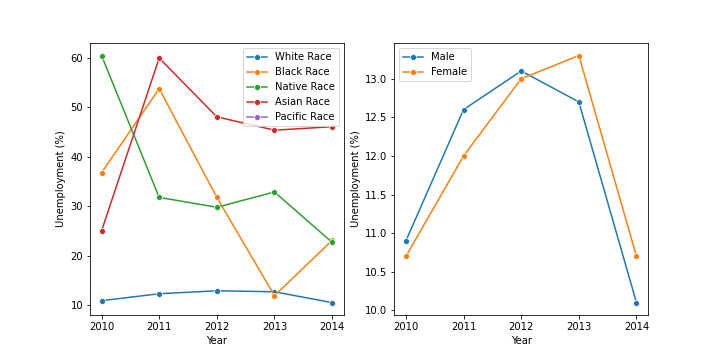 White Race
Black Race
Native Race
Asian Race
Pacific Race
60
50
40
30
20
10
Unemployment (%)
2010 2011 2012 2013 2014
Year
Male
Female
13.0
12.5
12.0
11.5
11.0
10.5
10.0
Unemployment (%)
2010 2011 2012 2013 2014
Year